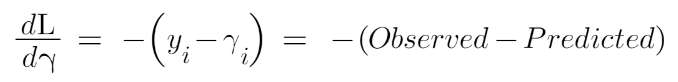 dL/dγ = −(y_i − γ_i) = −(Observed − Predicted)